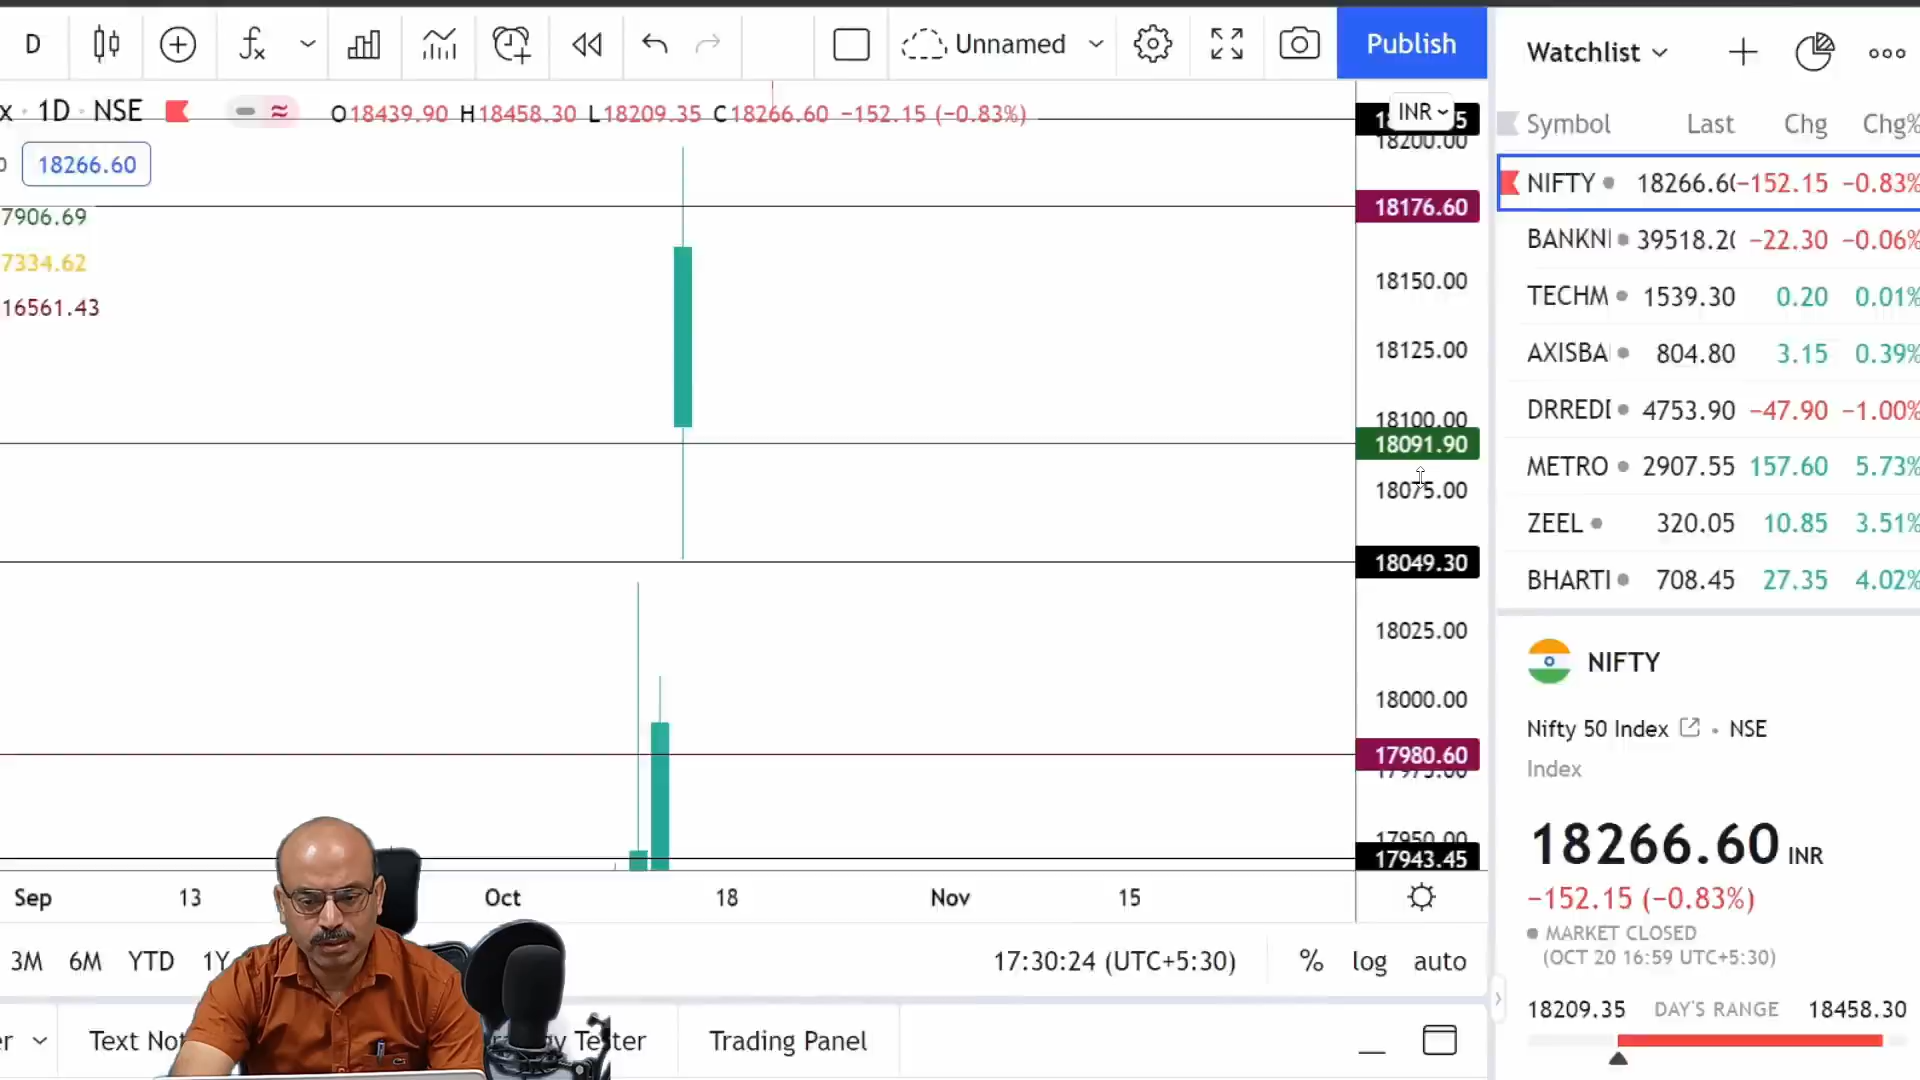 D
fx
Unnamed
Publish
Watchlist
x · 1D · NSE
O18439.90 H18458.30 L18209.35 C18266.60 −152.15 (−0.83%)
INR
Symbol Last Chg Chg%
18200.00
0 18266.60
NIFTY 18266.60 −152.15 −0.83%
7906.69
18176.60
BANKNI 39518.20 −22.30 −0.06%
7334.62
18150.00
TECHM 1539.30 0.20 0.01%
16561.43
18125.00
AXISBA 804.80 3.15 0.39%
18100.00
DRREDI 4753.90 −47.90 −1.00%
18091.90
METRO 2907.55 157.60 5.73%
18075.00
ZEEL 320.05 10.85 3.51%
18049.30
BHARTI 708.45 27.35 4.02%
18025.00
NIFTY
18000.00
Nifty 50 Index · NSE
17980.60
Index
17975.00
17950.00
17943.45
18266.60 INR
Sep 13 Oct 18 Nov 15
−152.15 (−0.83%)
MARKET CLOSED
(OCT 20 16:59 UTC+5:30)
3M 6M YTD 1Y
17:30:24 (UTC+5:30) % log auto
18209.35 DAY'S RANGE 18458.30
Trading Panel